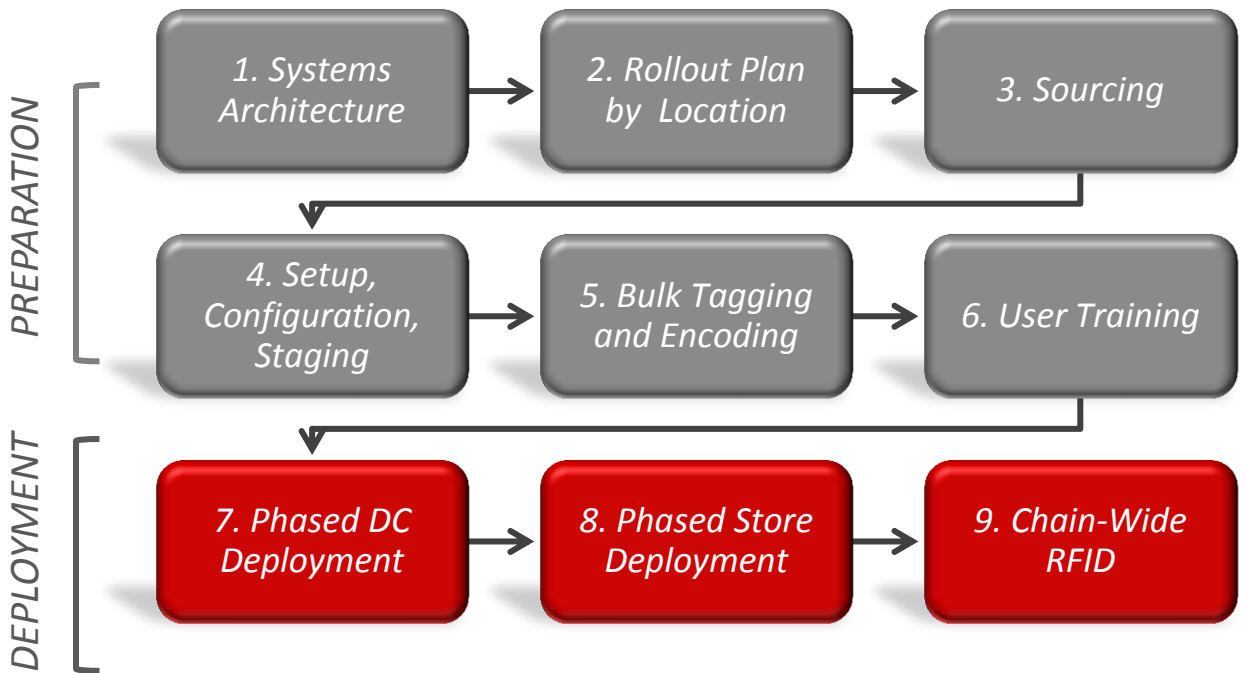 PREPARATION
1. Systems
Architecture
2. Rollout Plan
by Location
3. Sourcing
4. Setup,
Configuration,
Staging
5. Bulk Tagging
and Encoding
6. User Training
DEPLOYMENT
7. Phased DC
Deployment
8. Phased Store
Deployment
9. Chain-Wide
RFID